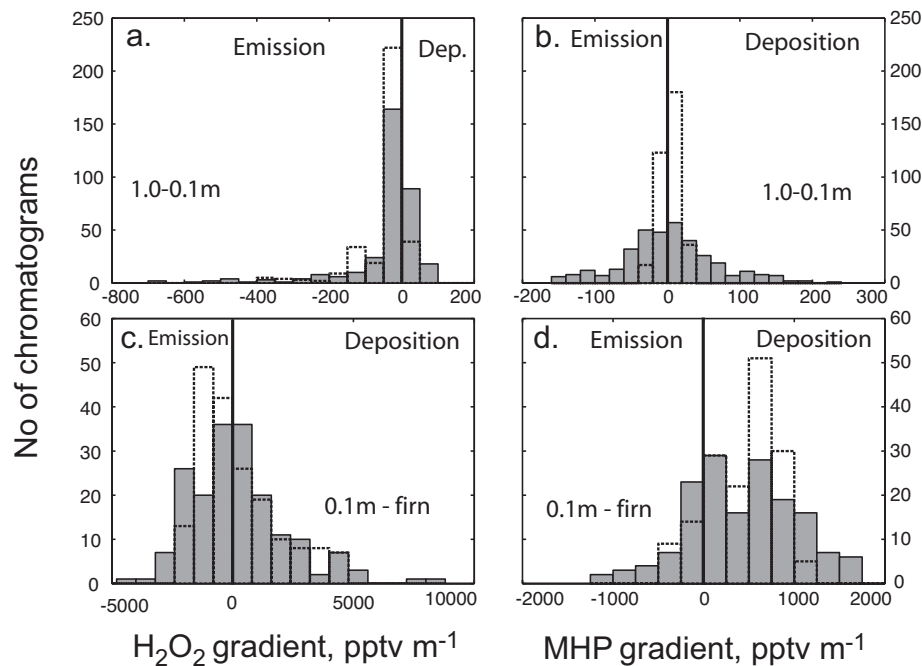 a.
Emission
Dep.
1.0-0.1m
250
200
150
100
50
0
-800
-600
-400
-200
0
200
b.
Emission
Deposition
1.0-0.1m
250
200
150
100
50
0
-200
-100
0
100
200
300
No of chromatograms
c.
Emission
Deposition
0.1m - firn
60
50
40
30
20
10
0
-5000
0
5000
10000
H₂O₂ gradient, pptv m⁻¹
d.
Emission
Deposition
0.1m - firn
60
50
40
30
20
10
0
-2000
-1000
0
1000
2000
MHP gradient, pptv m⁻¹